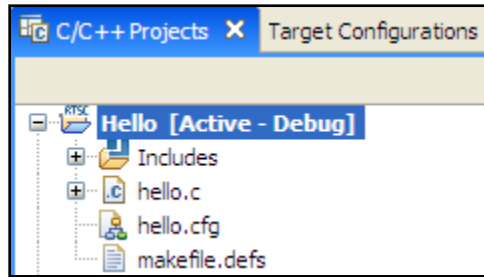 C/C++ Projects Target Configurations
RTSC
Hello [Active - Debug]
Includes
.c hello.c
hello.cfg
makefile.defs